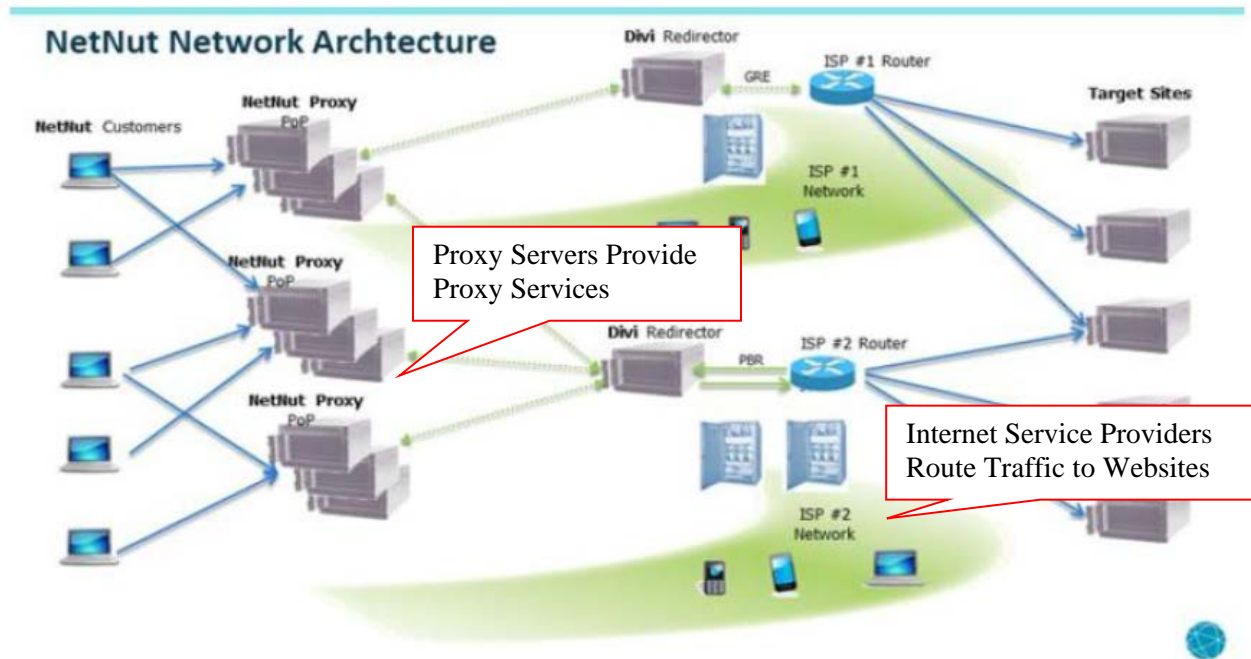 NetNut Network Archtecture
Divi Redirector
ISP #1 Router
GRE
Target Sites
NetNut Proxy
PoP
NetNut Customers
ISP #1
Network
NetNut Proxy
PoP
Proxy Servers Provide
Proxy Services
Divi Redirector
ISP #2 Router
PBR
NetNut Proxy
PoP
Internet Service Providers
Route Traffic to Websites
ISP #2
Network